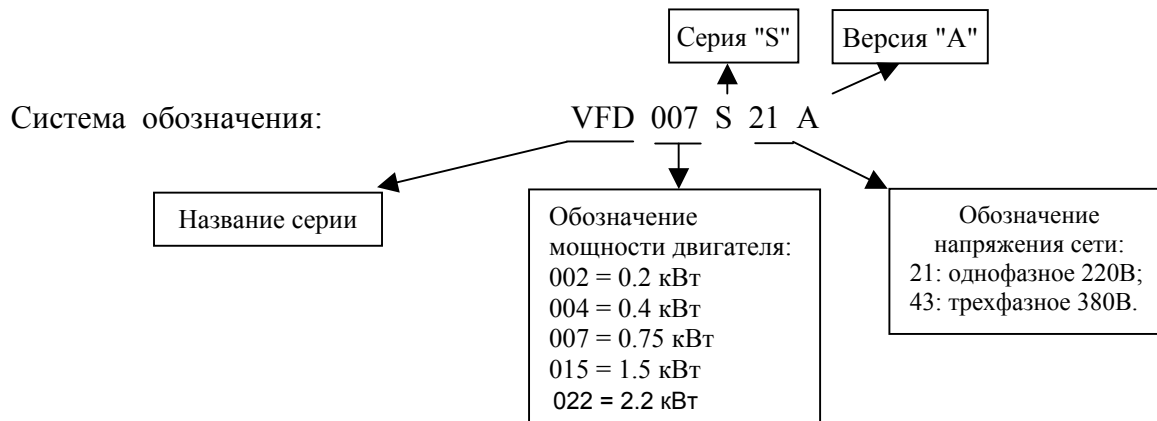 Серия "S"
Версия "А"
Система обозначения:
VFD 007 S 21 A
Название серии
Обозначение
мощности двигателя:
002 = 0.2 кВт
004 = 0.4 кВт
007 = 0.75 кВт
015 = 1.5 кВт
022 = 2.2 кВт
Обозначение
напряжения сети:
21: однофазное 220В;
43: трехфазное 380В.